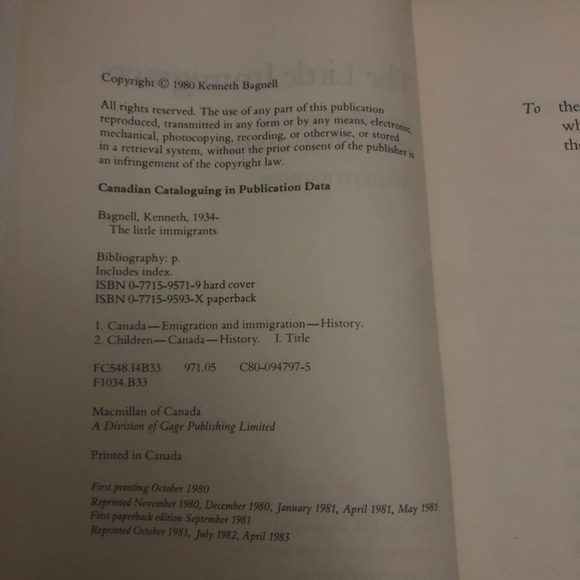 Copyright © 1980 Kenneth Bagnell
All rights reserved. The use of any part of this publication
reproduced, transmitted in any form or by any means, electronic,
mechanical, photocopying, recording, or otherwise, or stored
in a retrieval system, without the prior consent of the publisher is
an infringement of the copyright law.
Canadian Cataloguing in Publication Data
Bagnell, Kenneth, 1934-
The little immigrants
Bibliography: p.
Includes index.
ISBN 0-7715-9571-9 hard cover
ISBN 0-7715-9593-X paperback
1. Canada—Emigration and immigration—History.
2. Children—Canada—History. I. Title
FC548.I4B33 971.05 C80-094797-5
F1034.B33
Macmillan of Canada
A Division of Gage Publishing Limited
Printed in Canada
First printing October 1980
Reprinted November 1980, December 1980, January 1981, April 1981, May 1981
First paperback edition September 1981
Reprinted October 1981, July 1982, April 1983
To the